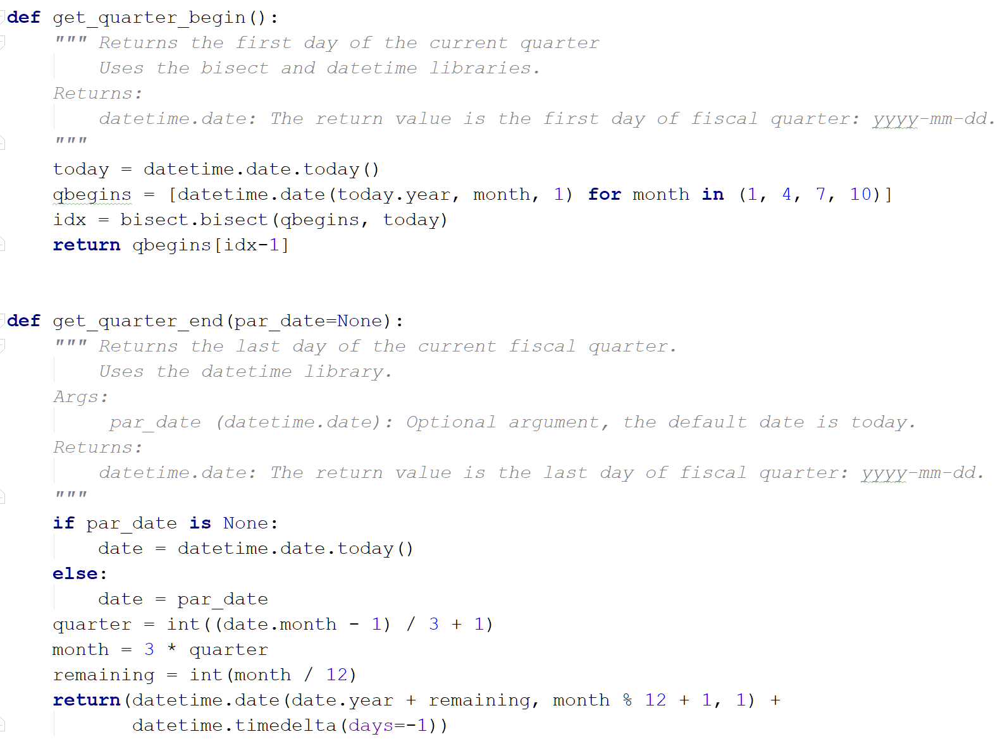 def get_quarter_begin():
    """ Returns the first day of the current quarter
        Uses the bisect and datetime libraries.
    Returns:
        datetime.date: The return value is the first day of fiscal quarter: yyyy-mm-dd.
    """
    today = datetime.date.today()
    qbegins = [datetime.date(today.year, month, 1) for month in (1, 4, 7, 10)]
    idx = bisect.bisect(qbegins, today)
    return qbegins[idx-1]
def get_quarter_end(par_date=None):
    """ Returns the last day of the current fiscal quarter.
        Uses the datetime library.
    Args:
         par_date (datetime.date): Optional argument, the default date is today.
    Returns:
        datetime.date: The return value is the last day of fiscal quarter: yyyy-mm-dd.
    """
    if par_date is None:
        date = datetime.date.today()
    else:
        date = par_date
    quarter = int((date.month - 1) / 3 + 1)
    month = 3 * quarter
    remaining = int(month / 12)
    return(datetime.date(date.year + remaining, month % 12 + 1, 1) +
           datetime.timedelta(days=-1))